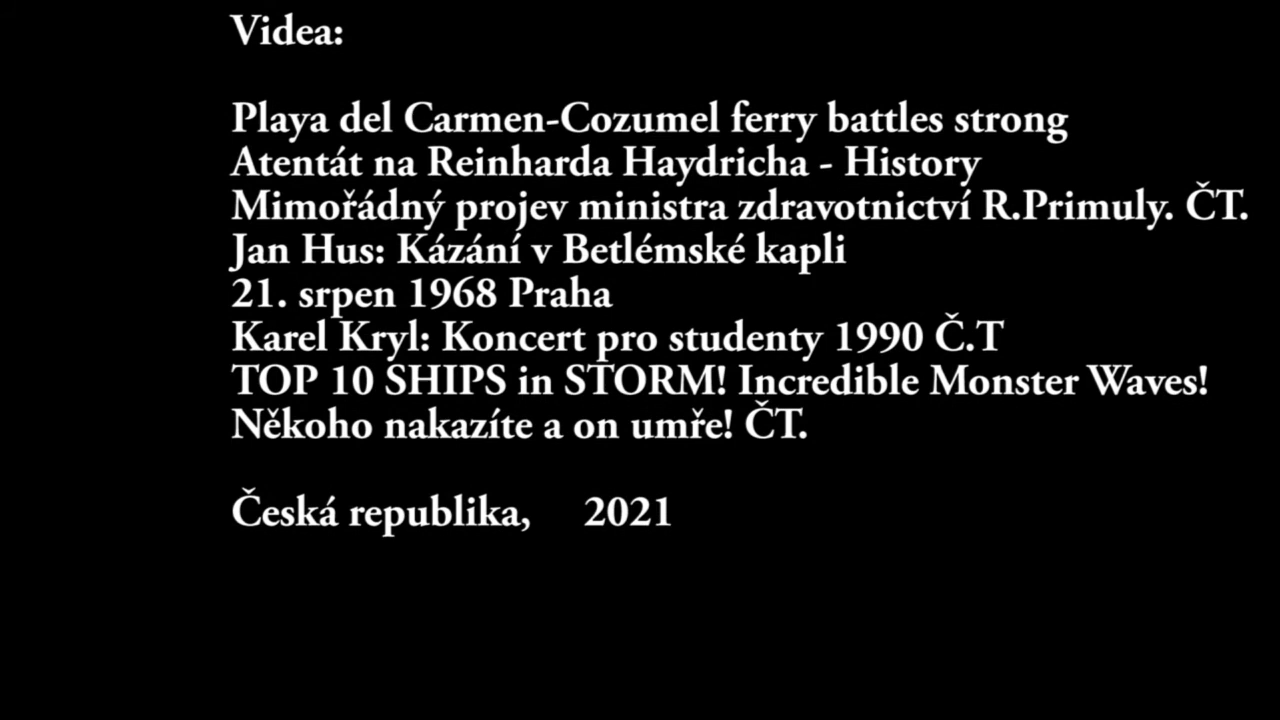 Videa:
Playa del Carmen-Cozumel ferry battles strong
Atentát na Reinharda Haydricha - History
Mimořádný projev ministra zdravotnictví R.Primuly. ČT.
Jan Hus: Kázání v Betlémské kapli
21. srpen 1968 Praha
Karel Kryl: Koncert pro studenty 1990 Č.T
TOP 10 SHIPS in STORM! Incredible Monster Waves!
Někoho nakazíte a on umře! ČT.
Česká republika, 2021